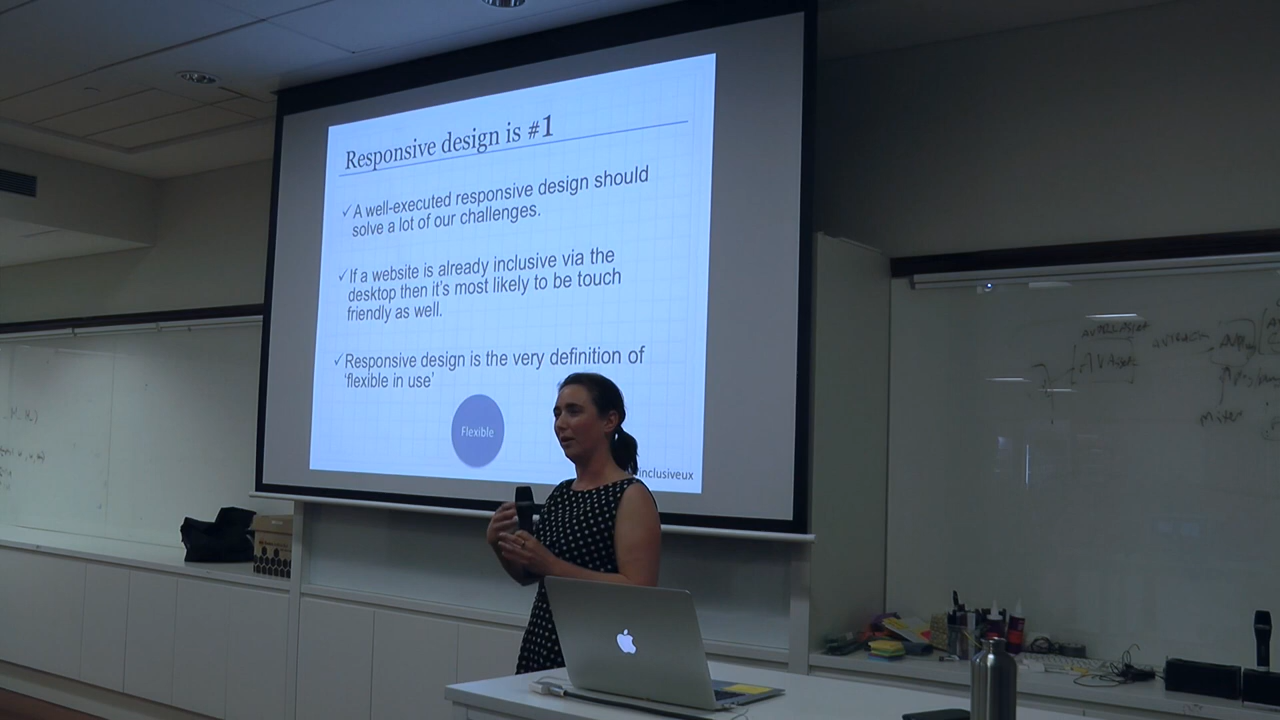 Responsive design is #1
✓A well-executed responsive design should
solve a lot of our challenges.
✓If a website is already inclusive via the
desktop then it's most likely to be touch
friendly as well.
✓Responsive design is the very definition of
'flexible in use'
Flexible
inclusiveux